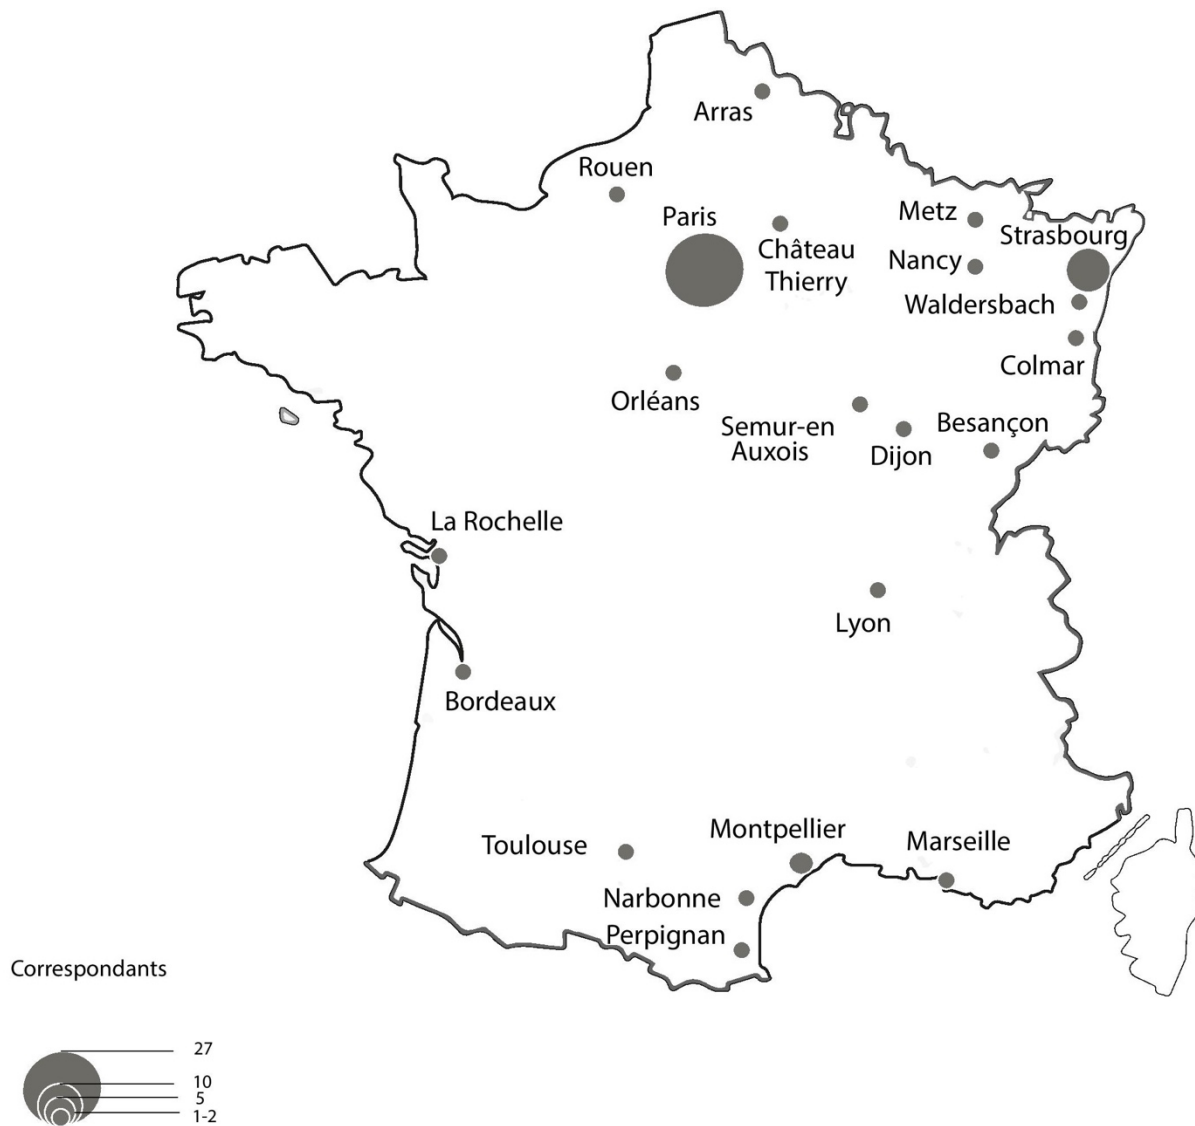 Arras
Rouen
Paris
Metz
Strasbourg
Château
Thierry
Nancy
Waldersbach
Colmar
Orléans
Semur-en
Auxois
Dijon
Besançon
La Rochelle
Lyon
Bordeaux
Toulouse
Montpellier
Marseille
Narbonne
Perpignan
Correspondants
27
10
5
1-2